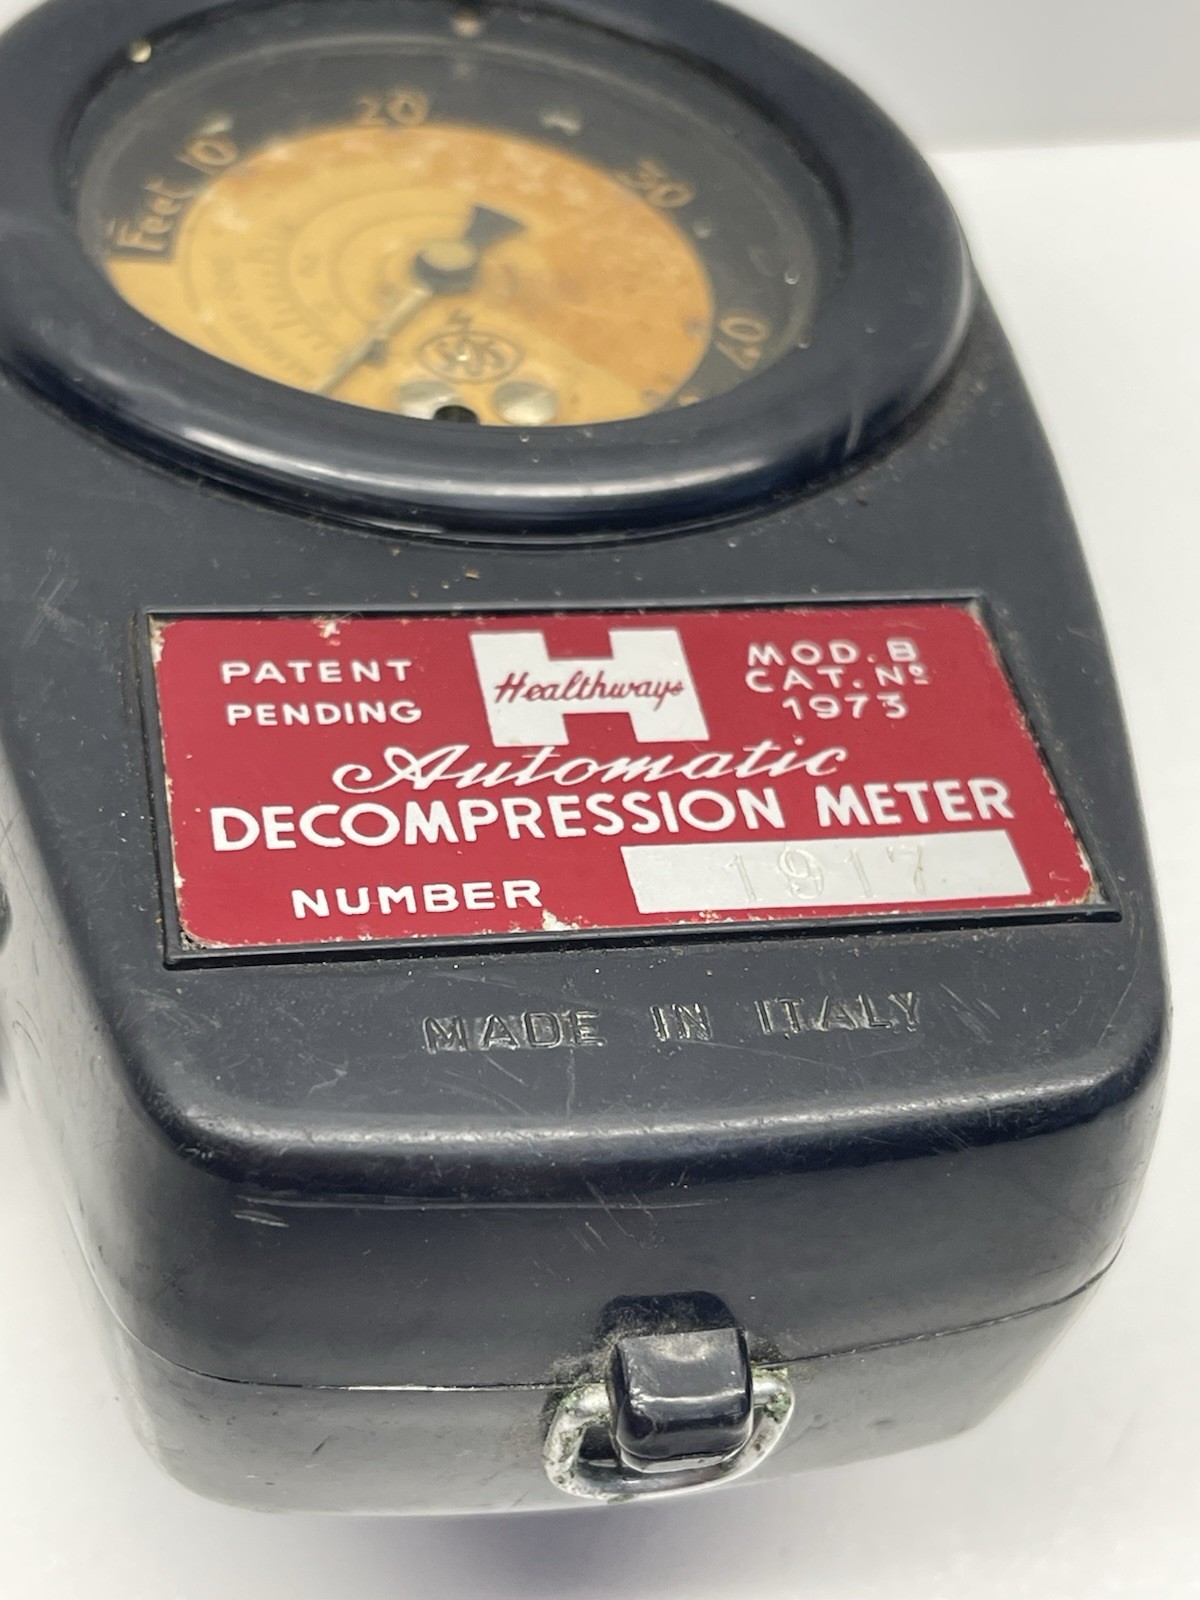 Feet 10 20 30 40
PATENT
PENDING
Healthways
MOD. B
CAT. Nº
1973
Automatic
DECOMPRESSION METER
NUMBER 1917
MADE IN ITALY